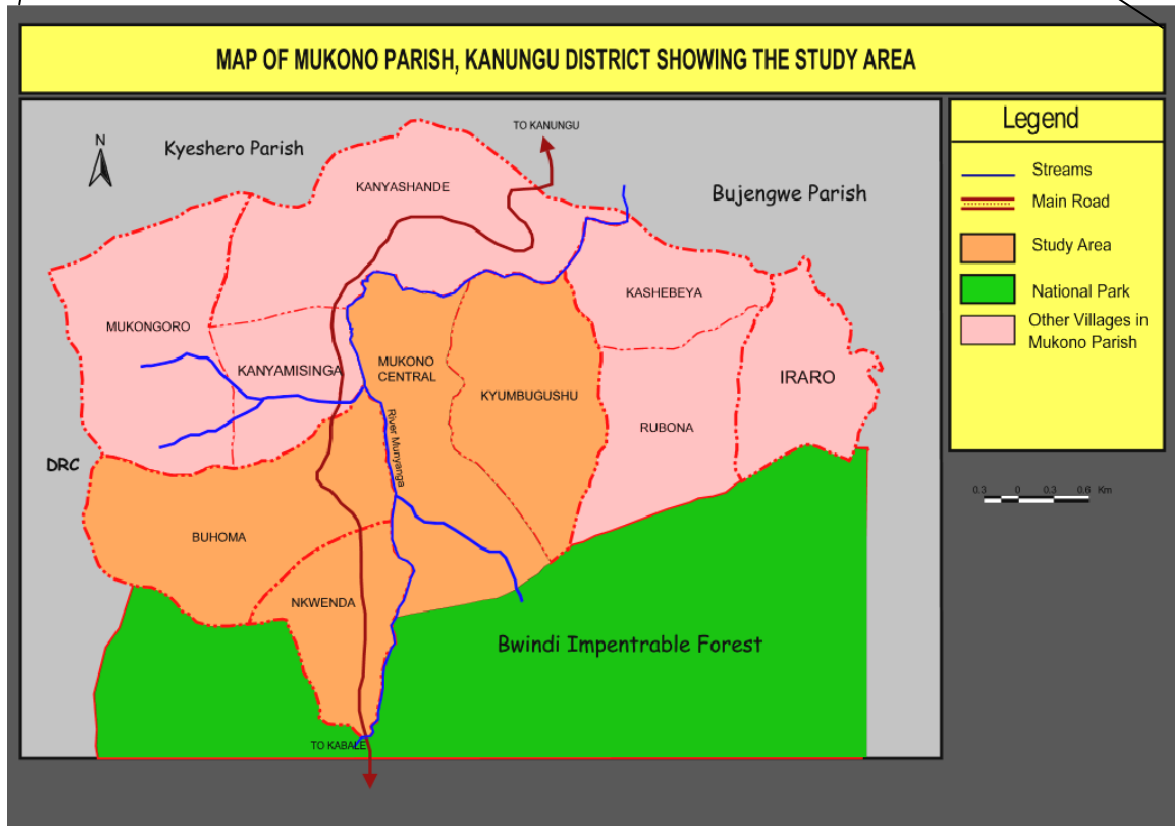 MAP OF MUKONO PARISH, KANUNGU DISTRICT SHOWING THE STUDY AREA
N
Kyeshero Parish
TO KANUNGU
Bujengwe Parish
KANYASHANDE
MUKONGORO
KANYAMISINGA
MUKONO
CENTRAL
KYUMBUGUSHU
KASHEBEYA
IRARO
RUBONA
River Munyanga
DRC
BUHOMA
NKWENDA
Bwindi Impentrable Forest
TO KABALE
Legend
Streams
Main Road
Study Area
National Park
Other Villages in
Mukono Parish
0.3 0 0.3 0.6 Km